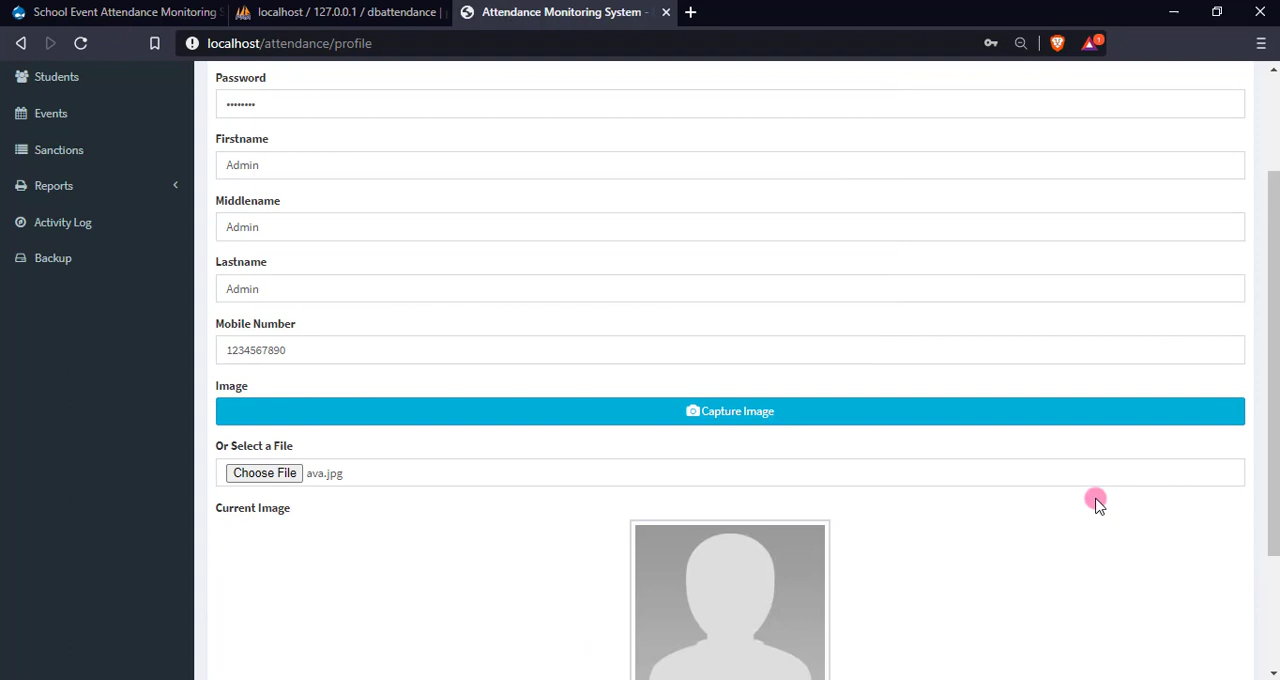 School Event Attendance Monitoring S
localhost / 127.0.0.1 / dbattendance |
Attendance Monitoring System -
localhost/attendance/profile
1
Students
Events
Sanctions
Reports
Activity Log
Backup
Password
••••••••
Firstname
Admin
Middlename
Admin
Lastname
Admin
Mobile Number
1234567890
Image
Capture Image
Or Select a File
Choose File ava.jpg
Current Image